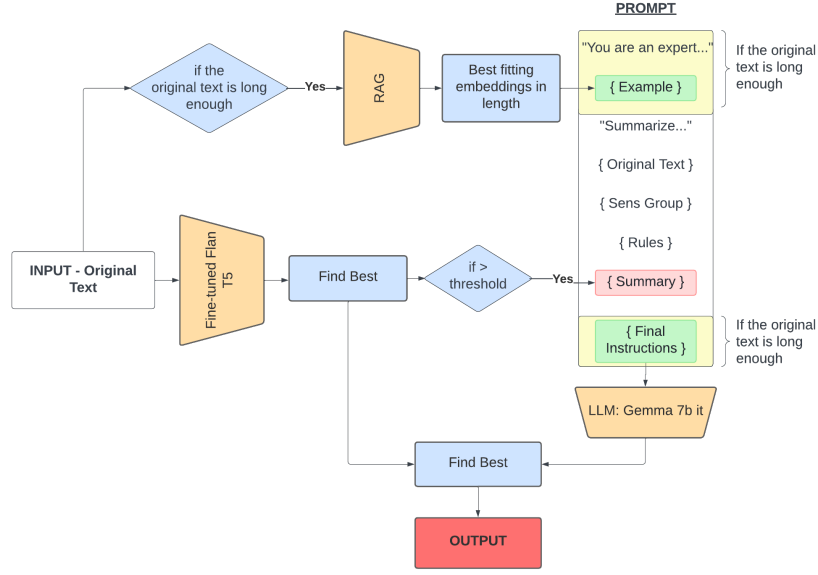 PROMPT
if the
original text is long
enough
Yes
RAG
Best fitting
embeddings in
length
"You are an expert..."
{ Example }
If the original
text is long
enough
"Summarize..."
{ Original Text }
{ Sens Group }
{ Rules }
{ Summary }
INPUT - Original
Text
Fine-tuned Flan
T5
Find Best
if >
threshold
Yes
{ Final
Instructions }
If the original
text is long
enough
LLM: Gemma 7b it
Find Best
OUTPUT